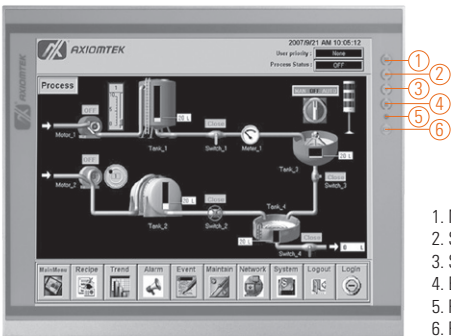 AXIOMTEK
AXIOMTEK
2007/9/21 AM 10:05:12
User priority : None
Process Status : OFF
Process
OFF
1
20 L
Motor_1
Tank_1
Close
Switch_1
Meter_1
OFF
20 L
Tank_3
Close
Switch_3
OFF
Motor_2
20 L
Tank_2
Close
Switch_2
Tank_4
20 L
Close
Switch_4
0 L
MainMenu
Recipe
Trend
Alarm
Event
Maintain
Network
System
Logout
Login
1
2
3
4
5
6
1.
2. S
3. S
4.
5.
6.